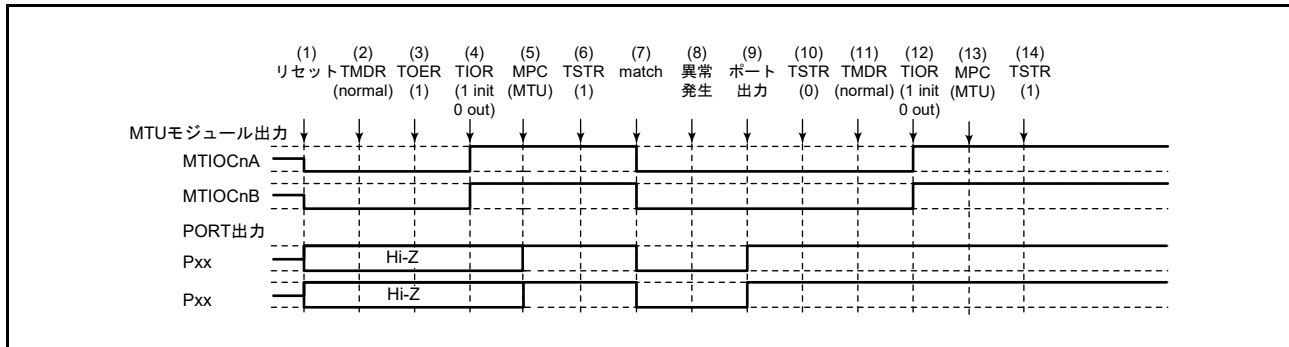 (1) (2) (3) (4) (5) (6) (7) (8) (9) (10) (11) (12) (13) (14)
リセット TMDR TOER TIOR MPC TSTR match 異常 ポート TSTR TMDR TIOR MPC TSTR
(normal) (1) (1 init (MTU) (1) 発生 出力 (0) (normal) (1 init (MTU) (1)
0 out) 0 out)
MTUモジュール出力
MTIOCnA
MTIOCnB
PORT出力
Pxx Hi-Z
Pxx Hi-Z